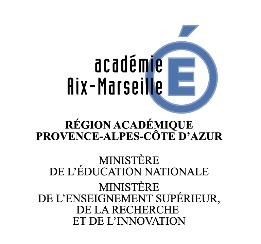 académie
Aix-Marseille É
RÉGION ACADÉMIQUE
PROVENCE-ALPES-CÔTE D'AZUR
MINISTÈRE
DE L'ÉDUCATION NATIONALE
MINISTÈRE
DE L'ENSEIGNEMENT SUPÉRIEUR,
DE LA RECHERCHE
ET DE L'INNOVATION